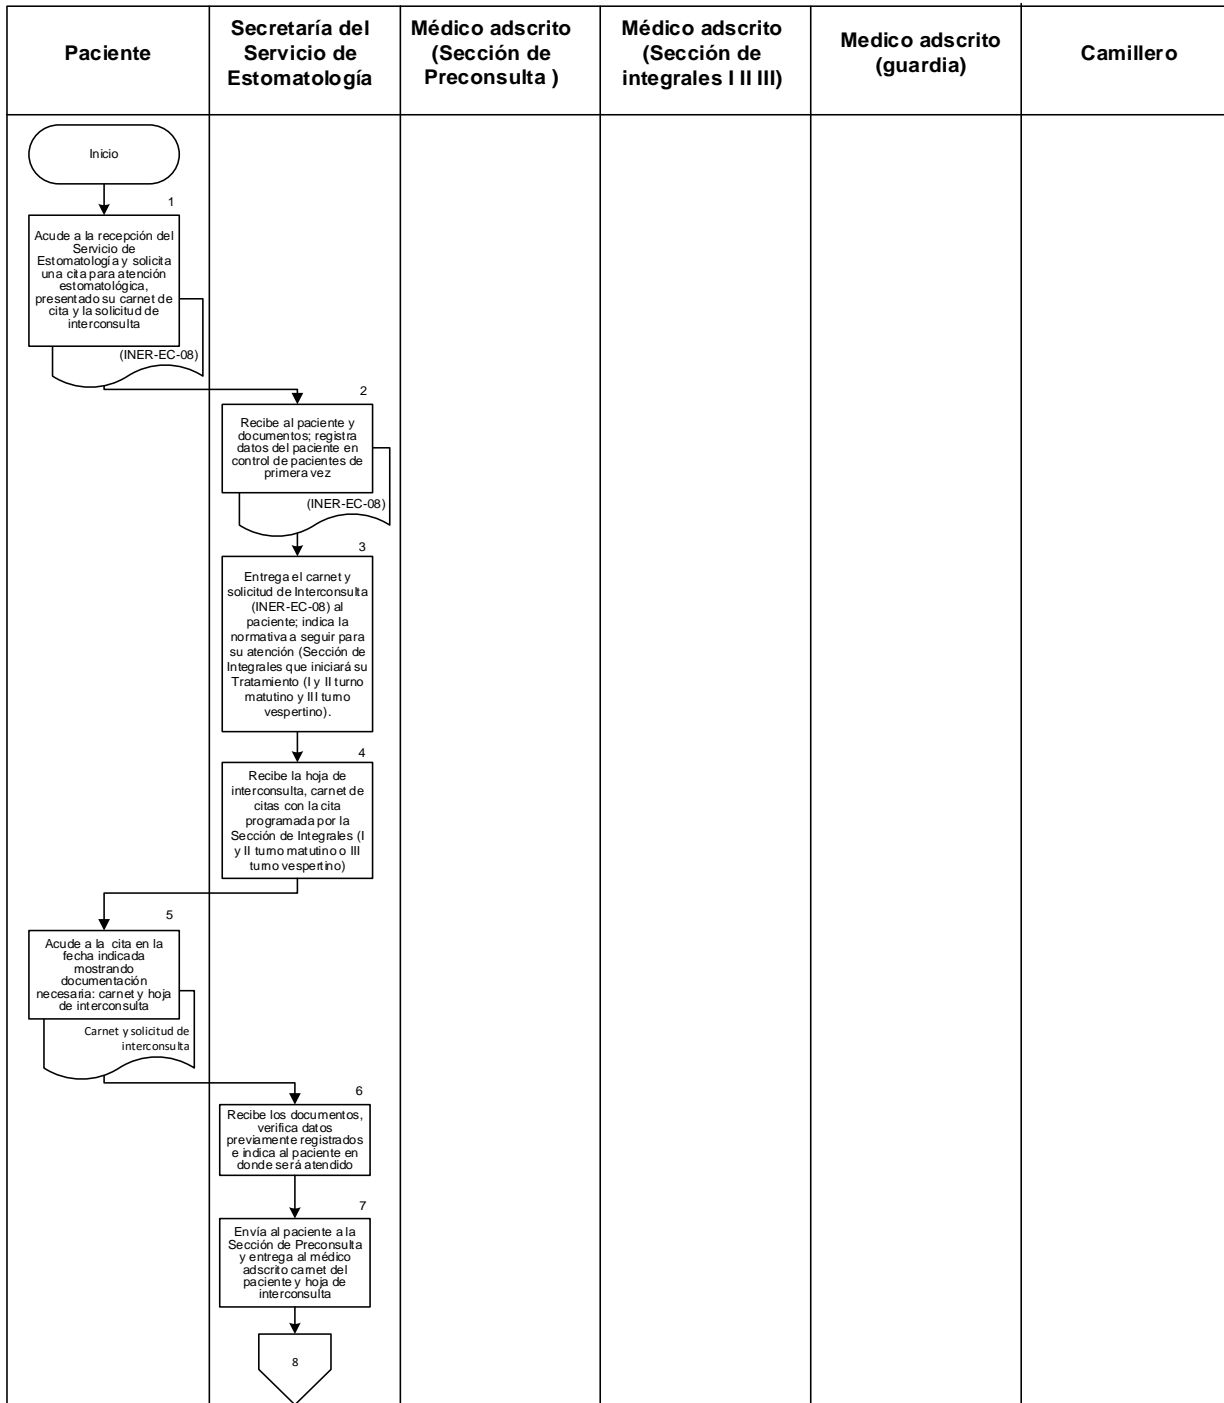 Paciente
Secretaría del
Servicio de
Estomatología
Médico adscrito
(Sección de
Preconsulta )
Médico adscrito
(Sección de
integrales I II III)
Medico adscrito
(guardia)
Camillero
Inicio
1
Acude a la recepción del
Servicio de
Estomatología y solicita
una cita para atención
estomatológica,
presentado su carnet de
cita y la solicitud de
interconsulta
(INER-EC-08)
2
Recibe al paciente y
documentos; registra
datos del paciente en
control de pacientes de
primera vez
(INER-EC-08)
3
Entrega el carnet y
solicitud de Interconsulta
(INER-EC-08) al
paciente; indica la
normativa a seguir para
su atención (Sección de
Integrales que iniciará su
Tratamiento (I y II turno
matutino y III turno
vespertino).
4
Recibe la hoja de
interconsulta, carnet de
citas con la cita
programada por la
Sección de Integrales (I
y II turno matutino o III
turno vespertino)
5
Acude a la cita en la
fecha indicada
mostrando
documentación
necesaria: carnet y hoja
de interconsulta
Carnet y solicitud de
interconsulta
6
Recibe los documentos,
verifica datos
previamente registrados
e indica al paciente en
donde será atendido
7
Envía al paciente a la
Sección de Preconsulta
y entrega al médico
adscrito carnet del
paciente y hoja de
interconsulta
8